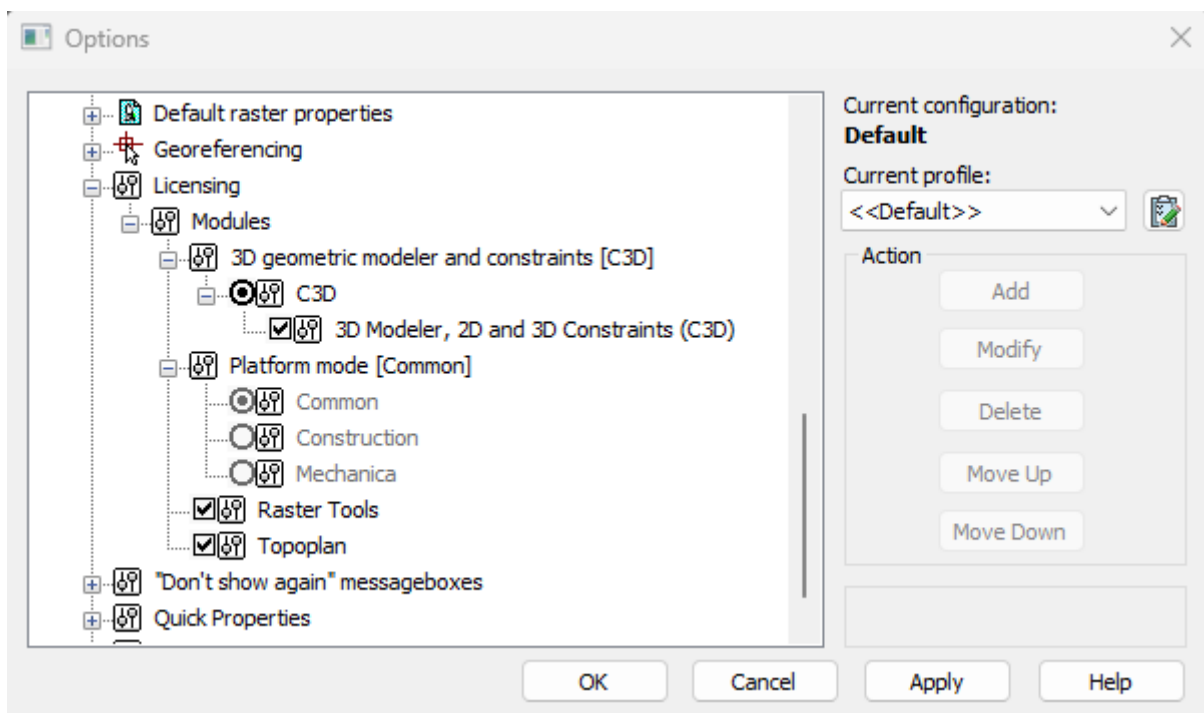 Options
Default raster properties
Georeferencing
Licensing
Modules
3D geometric modeler and constraints [C3D]
C3D
3D Modeler, 2D and 3D Constraints (C3D)
Platform mode [Common]
Common
Construction
Mechanica
Raster Tools
Topoplan
"Don't show again" messageboxes
Quick Properties
Current configuration:
Default
Current profile:
<<Default>>
Action
Add
Modify
Delete
Move Up
Move Down
OK
Cancel
Apply
Help